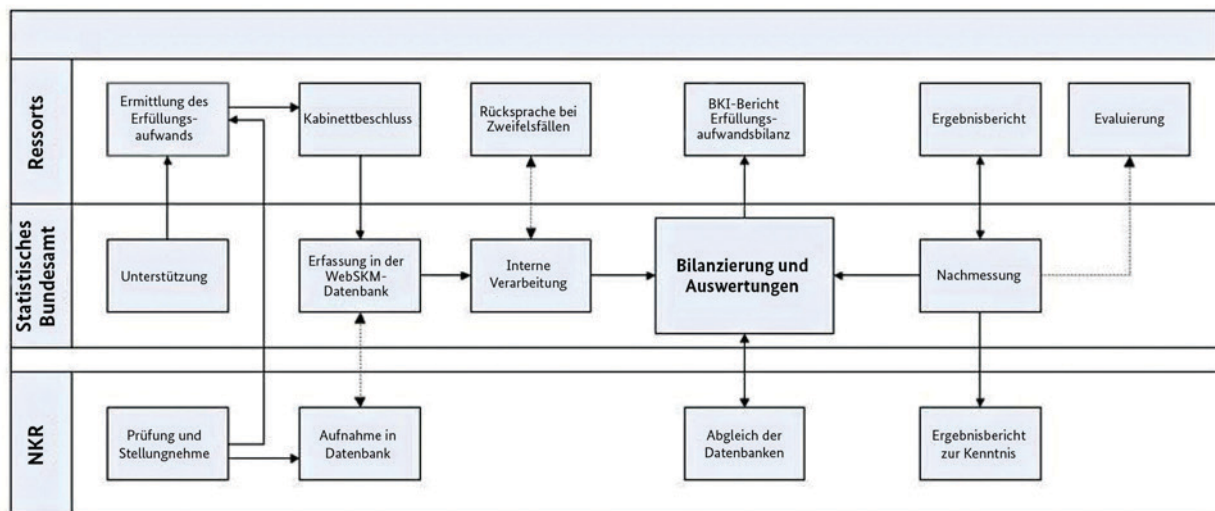 Ressorts
Ermittlung des
Erfüllungs-
aufwands
Kabinettbeschluss
Rücksprache bei
Zweifelsfällen
BKI-Bericht
Erfüllungs-
aufwandsbilanz
Ergebnisbericht
Evaluierung
Statistisches
Bundesamt
Unterstützung
Erfassung in der
WebSKM-
Datenbank
Interne
Verarbeitung
Bilanzierung und
Auswertungen
Nachmessung
NKR
Prüfung und
Stellungnehme
Aufnahme in
Datenbank
Abgleich der
Datenbanken
Ergebnisbericht
zur Kenntnis